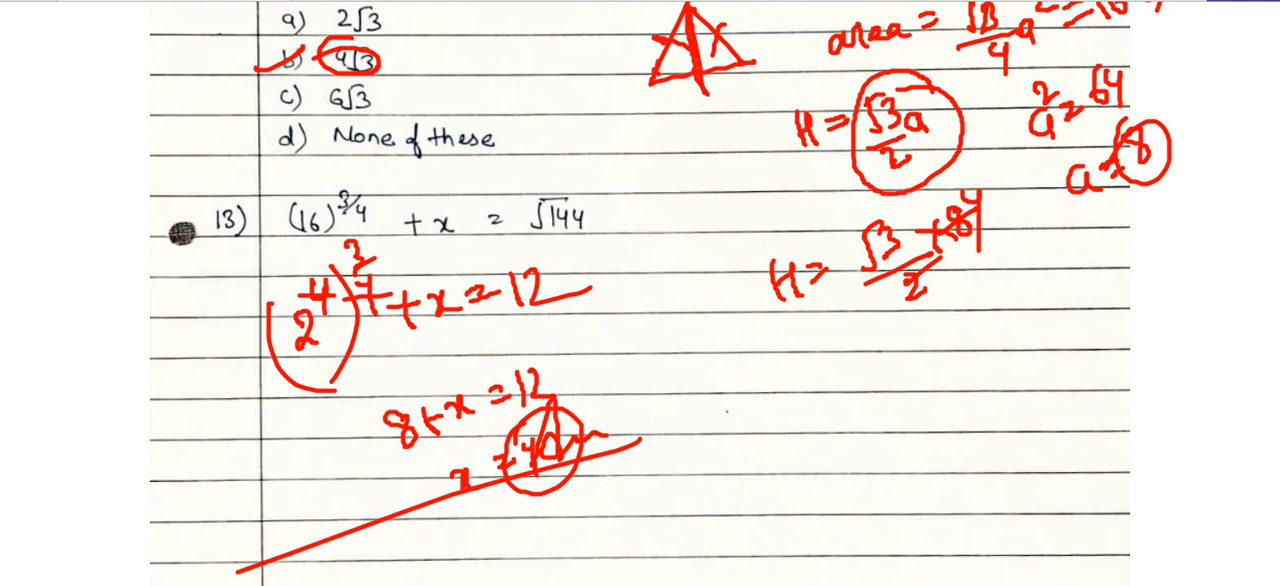 a) 2√3
b) 4√3
c) 6√3
d) None of these
area = √3/4 a² =
a² = 64
a = 8
H = √3a/2
H = √3/2 × 8 4
13) (16)^3/4 + x = √144
(2^4)^3/4 + x = 12
8 + x = 12
x = 4